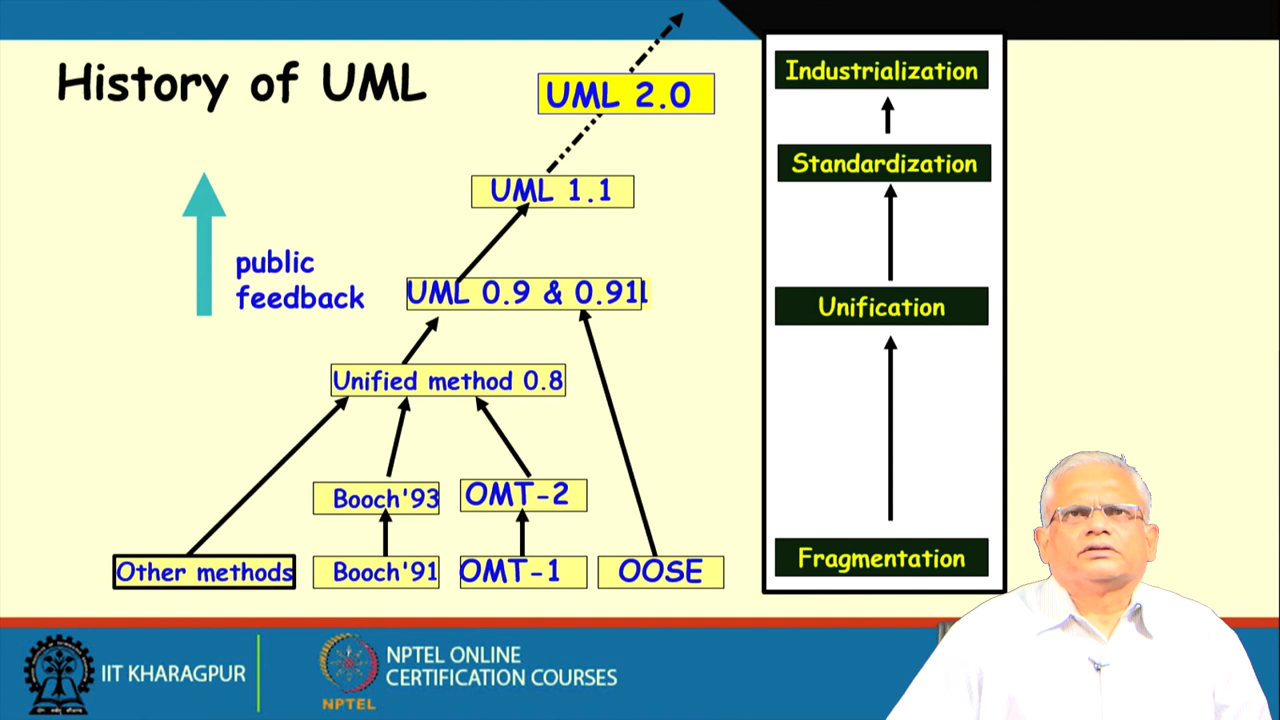 History of UML
UML 2.0
UML 1.1
public
feedback
UML 0.9 & 0.91
Unified method 0.8
Booch'93
OMT-2
Other methods
Booch'91
OMT-1
OOSE
Industrialization
Standardization
Unification
Fragmentation
IIT KHARAGPUR
NPTEL
NPTEL ONLINE
CERTIFICATION COURSES